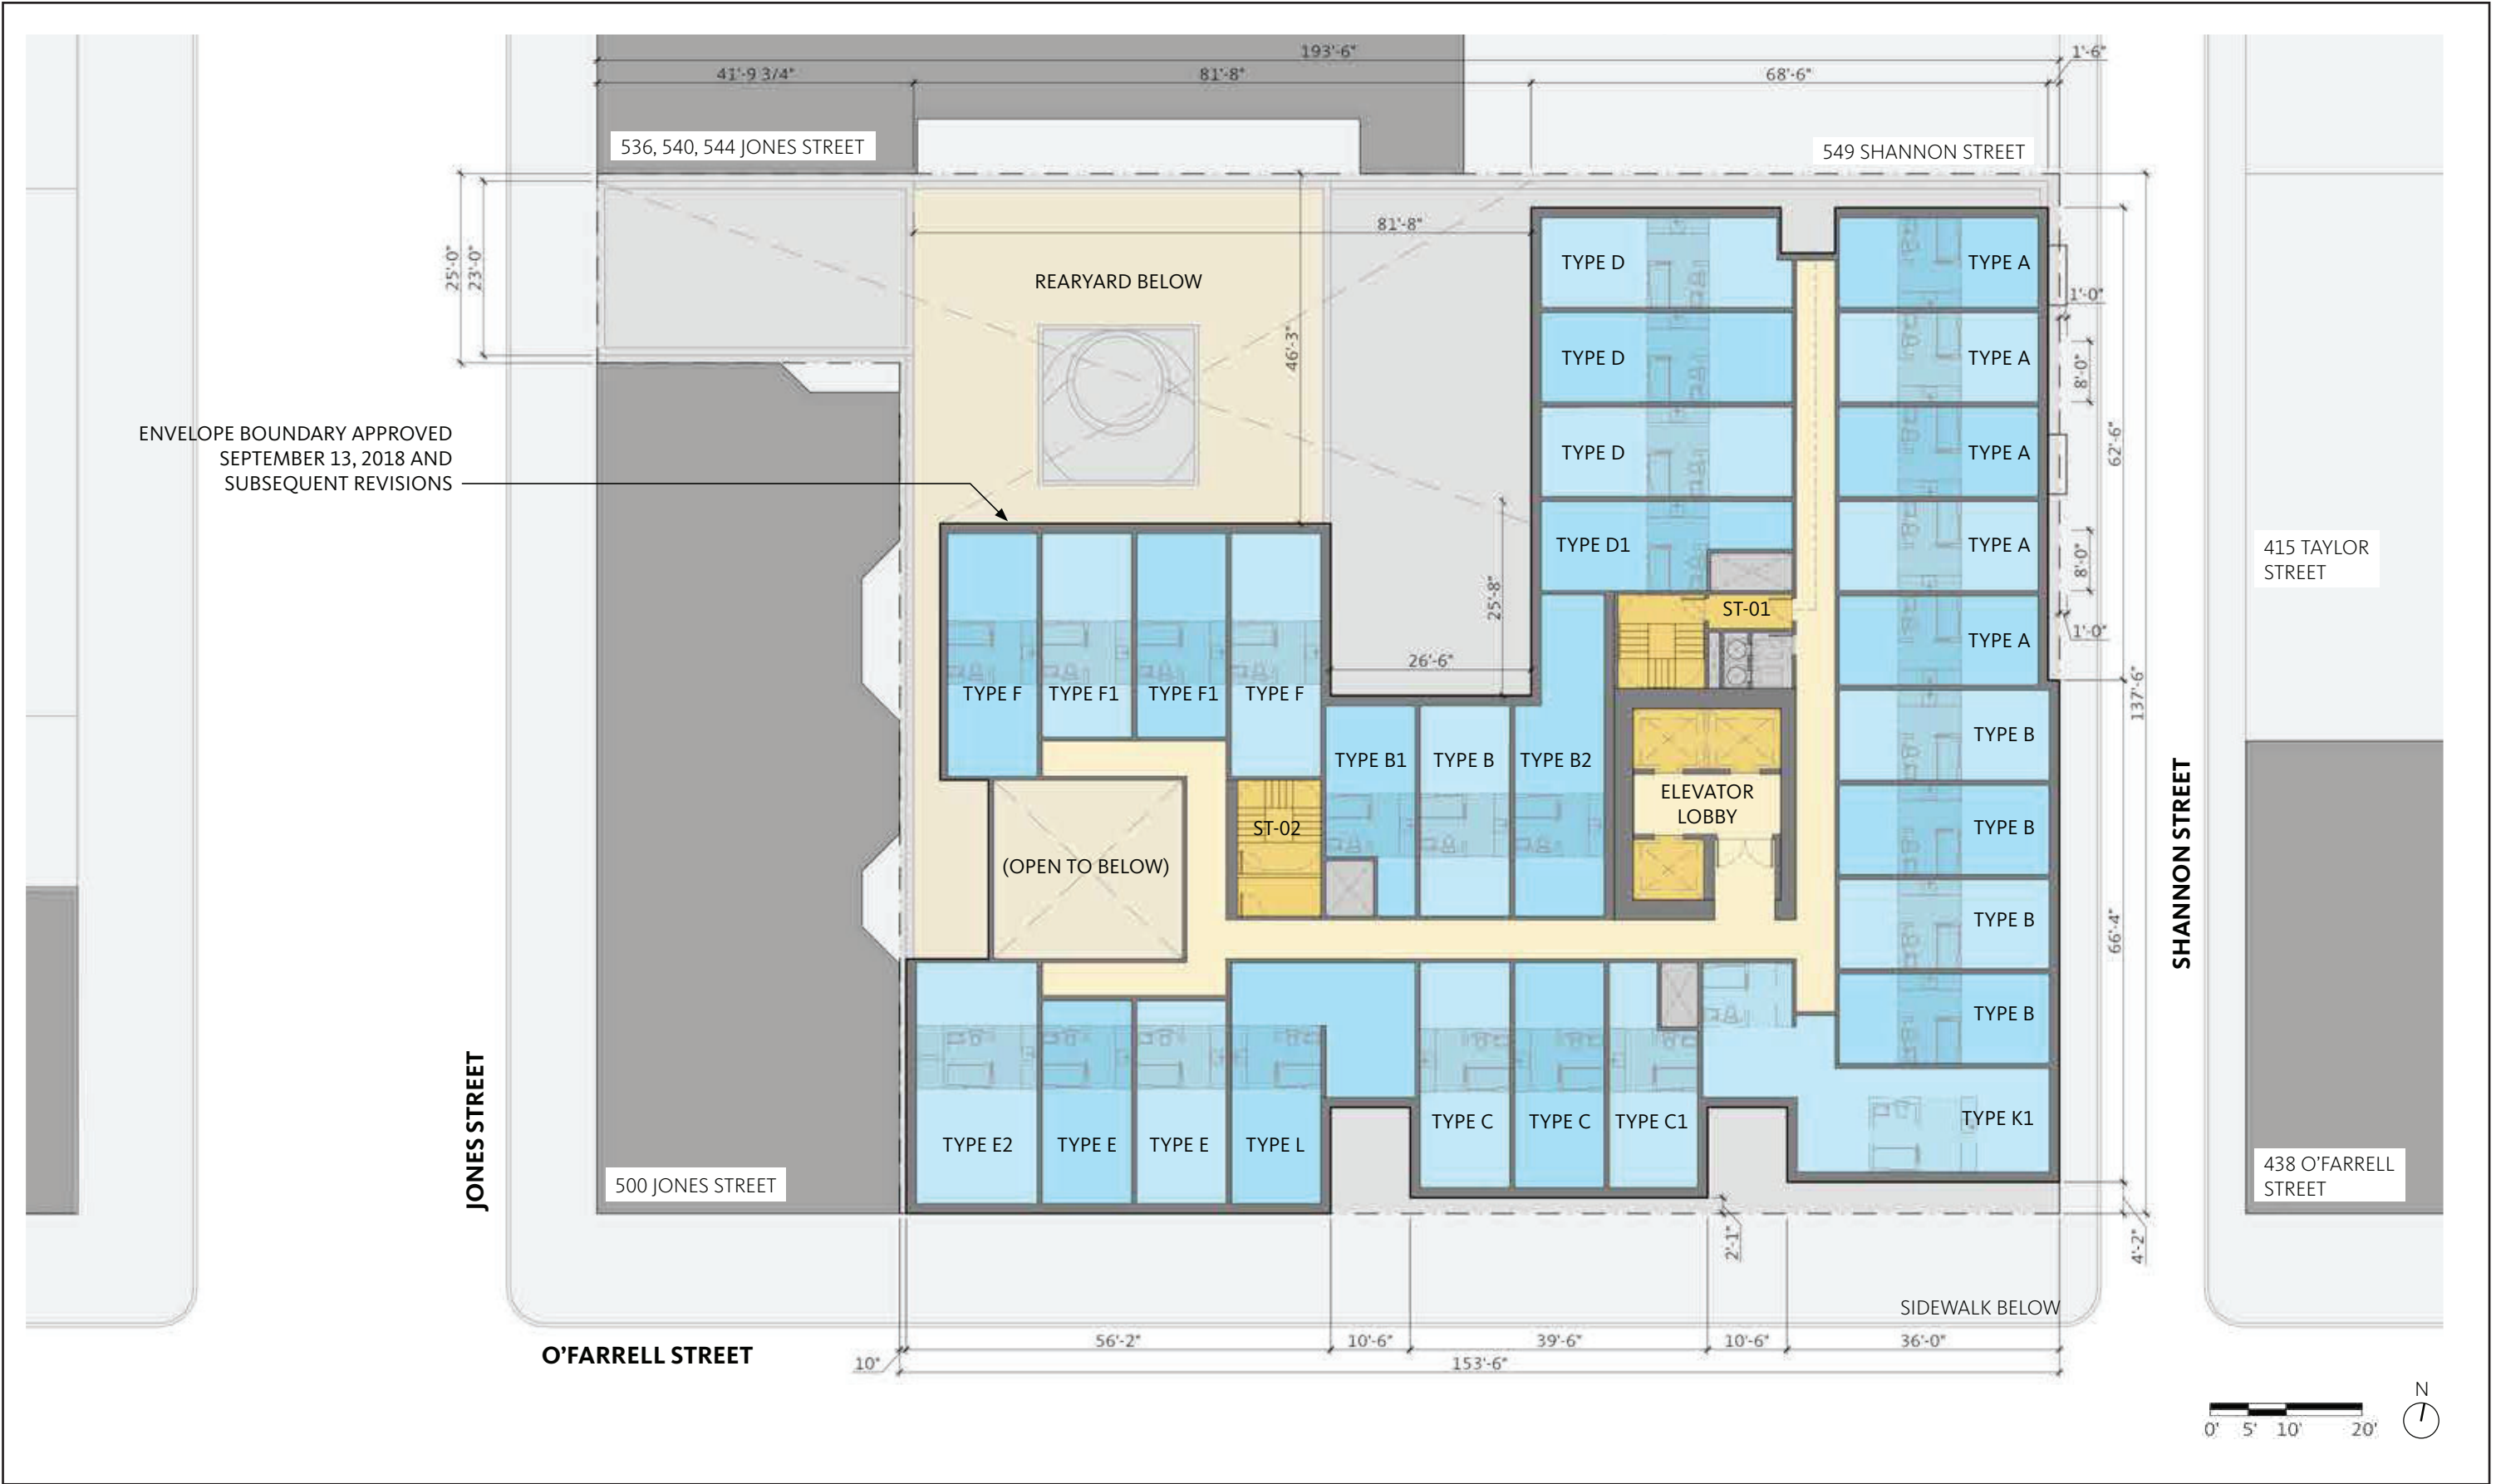 193'-6"
1'-6"
41'-9 3/4"
81'-8"
68'-6"
536, 540, 544 JONES STREET
549 SHANNON STREET
25'-0"
23'-0"
81'-8"
REARYARD BELOW
46'-3"
TYPE D
TYPE A
1'-0"
TYPE D
TYPE A
8'-0"
ENVELOPE BOUNDARY APPROVED
SEPTEMBER 13, 2018 AND
SUBSEQUENT REVISIONS
TYPE D
TYPE A
62'-6"
TYPE D1
TYPE A
8'-0"
415 TAYLOR
STREET
25'-8"
ST-01
TYPE A
1'-0"
26'-6"
137'-6"
TYPE F
TYPE F1
TYPE F1
TYPE F
TYPE B
TYPE B1
TYPE B
TYPE B2
ELEVATOR
LOBBY
ST-02
TYPE B
(OPEN TO BELOW)
SHANNON STREET
TYPE B
66'-4"
TYPE B
JONES STREET
TYPE E2
TYPE E
TYPE E
TYPE L
TYPE C
TYPE C
TYPE C1
TYPE K1
500 JONES STREET
438 O'FARRELL
STREET
2'-1"
4'-2"
SIDEWALK BELOW
O'FARRELL STREET
10"
56'-2"
10'-6"
39'-6"
10'-6"
36'-0"
153'-6"
N
0' 5' 10' 20'